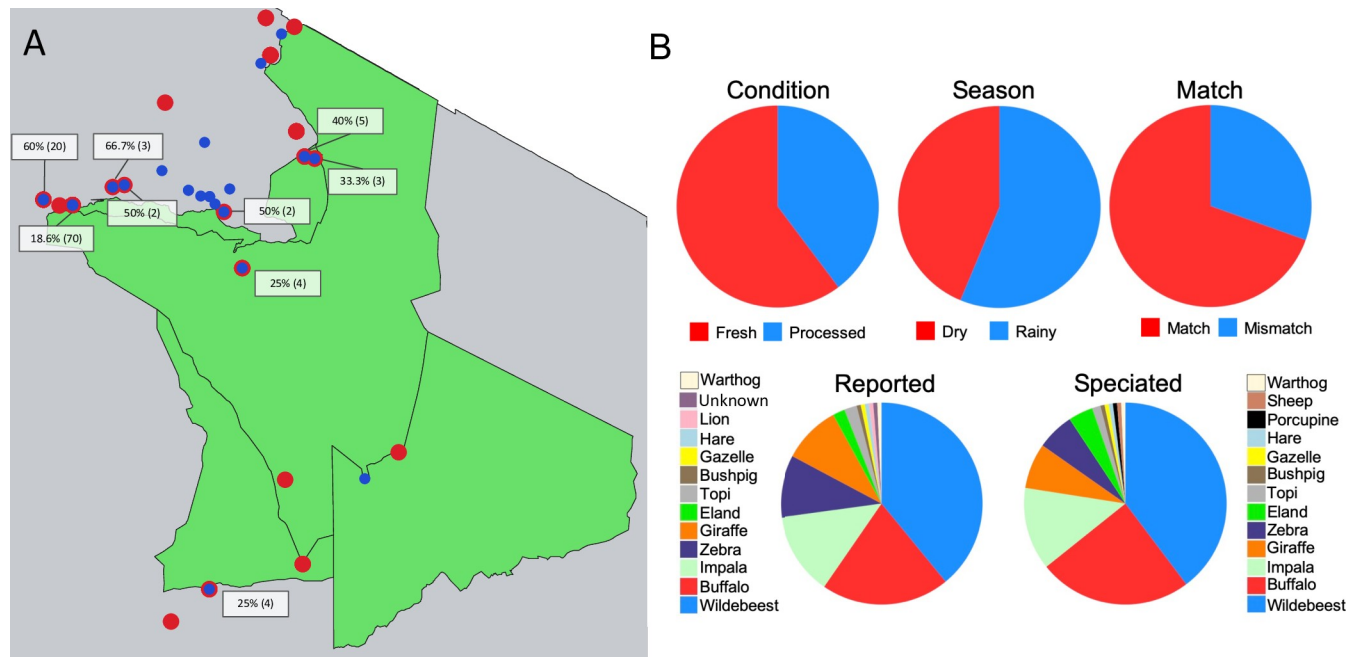 A
40% (5)
60% (20)
66.7% (3)
33.3% (3)
50% (2)
50% (2)
18.6% (70)
25% (4)
25% (4)
B
Condition
Season
Match
Fresh Processed
Dry Rainy
Match Mismatch
Reported
Warthog
Unknown
Lion
Hare
Gazelle
Bushpig
Topi
Eland
Giraffe
Zebra
Impala
Buffalo
Wildebeest
Speciated
Warthog
Sheep
Porcupine
Hare
Gazelle
Bushpig
Topi
Eland
Zebra
Giraffe
Impala
Buffalo
Wildebeest